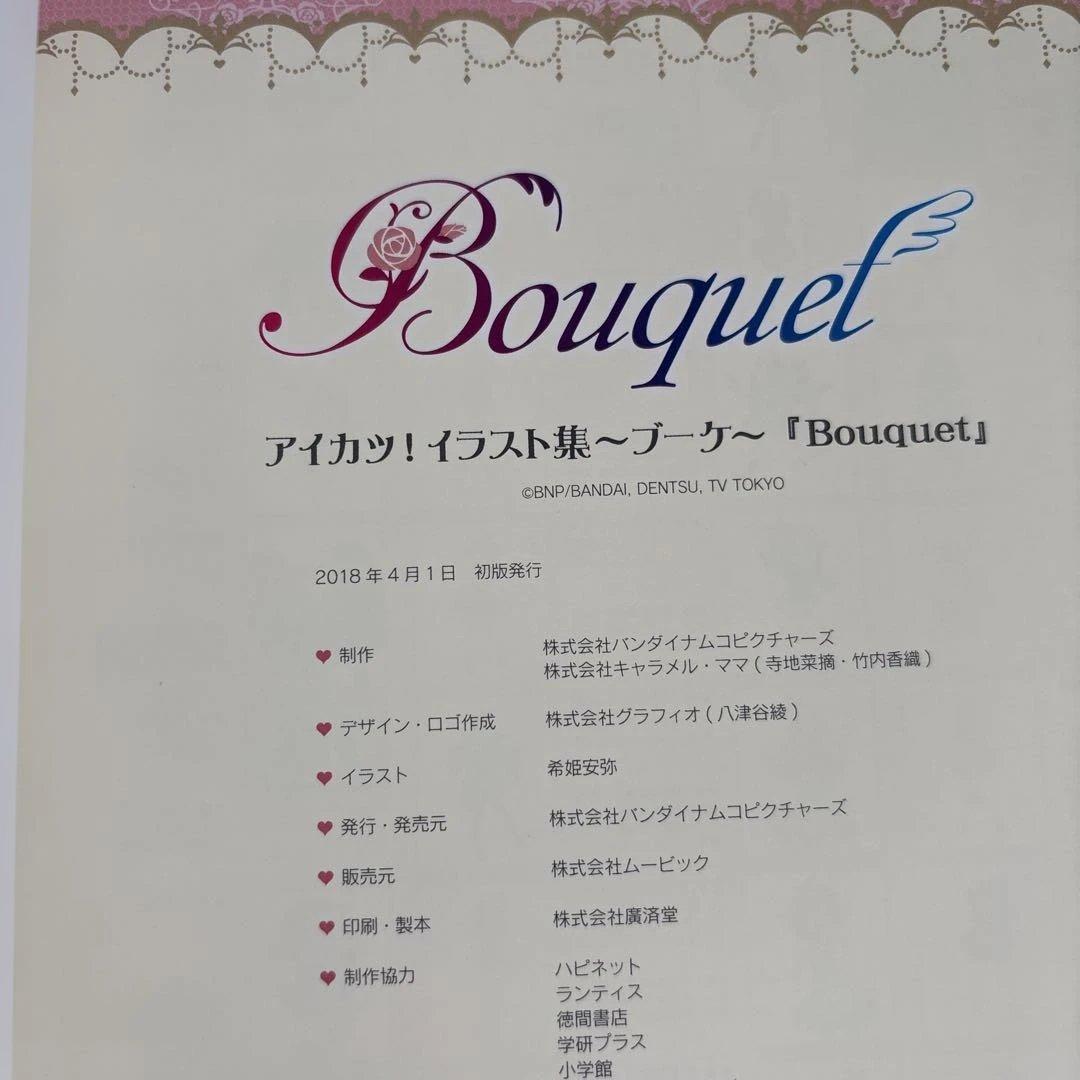 Bouquet
アイカツ！イラスト集～ブーケ～『Bouquet』
©BNP/BANDAI, DENTSU, TV TOKYO
2018年4月1日　初版発行
♥ 制作　株式会社バンダイナムコピクチャーズ
株式会社キャラメル・ママ（寺地菜摘・竹内香織）
♥ デザイン・ロゴ作成　株式会社グラフィオ（八津谷綾）
♥ イラスト　希姫安弥
♥ 発行・発売元　株式会社バンダイナムコピクチャーズ
♥ 販売元　株式会社ムービック
♥ 印刷・製本　株式会社廣済堂
♥ 制作協力　ハピネット
ランティス
徳間書店
学研プラス
小学館